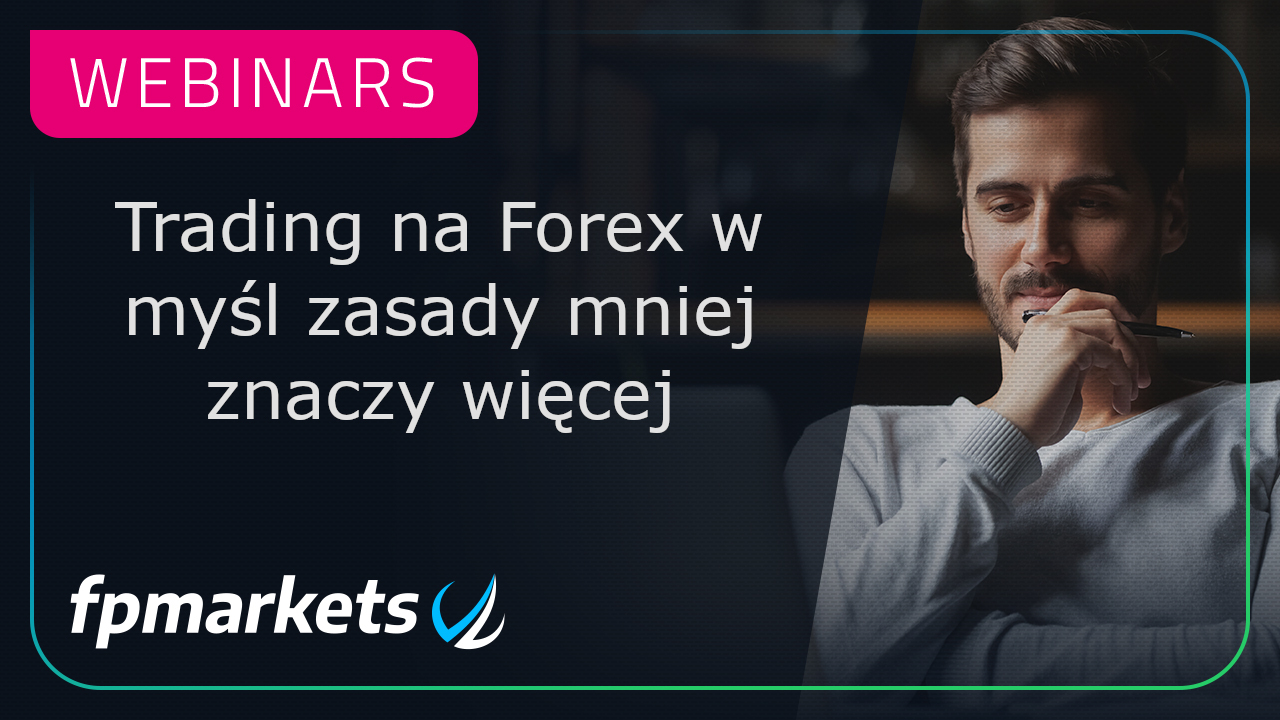 WEBINARS
Trading na Forex w
myśl zasady mniej
znaczy więcej
fpmarkets